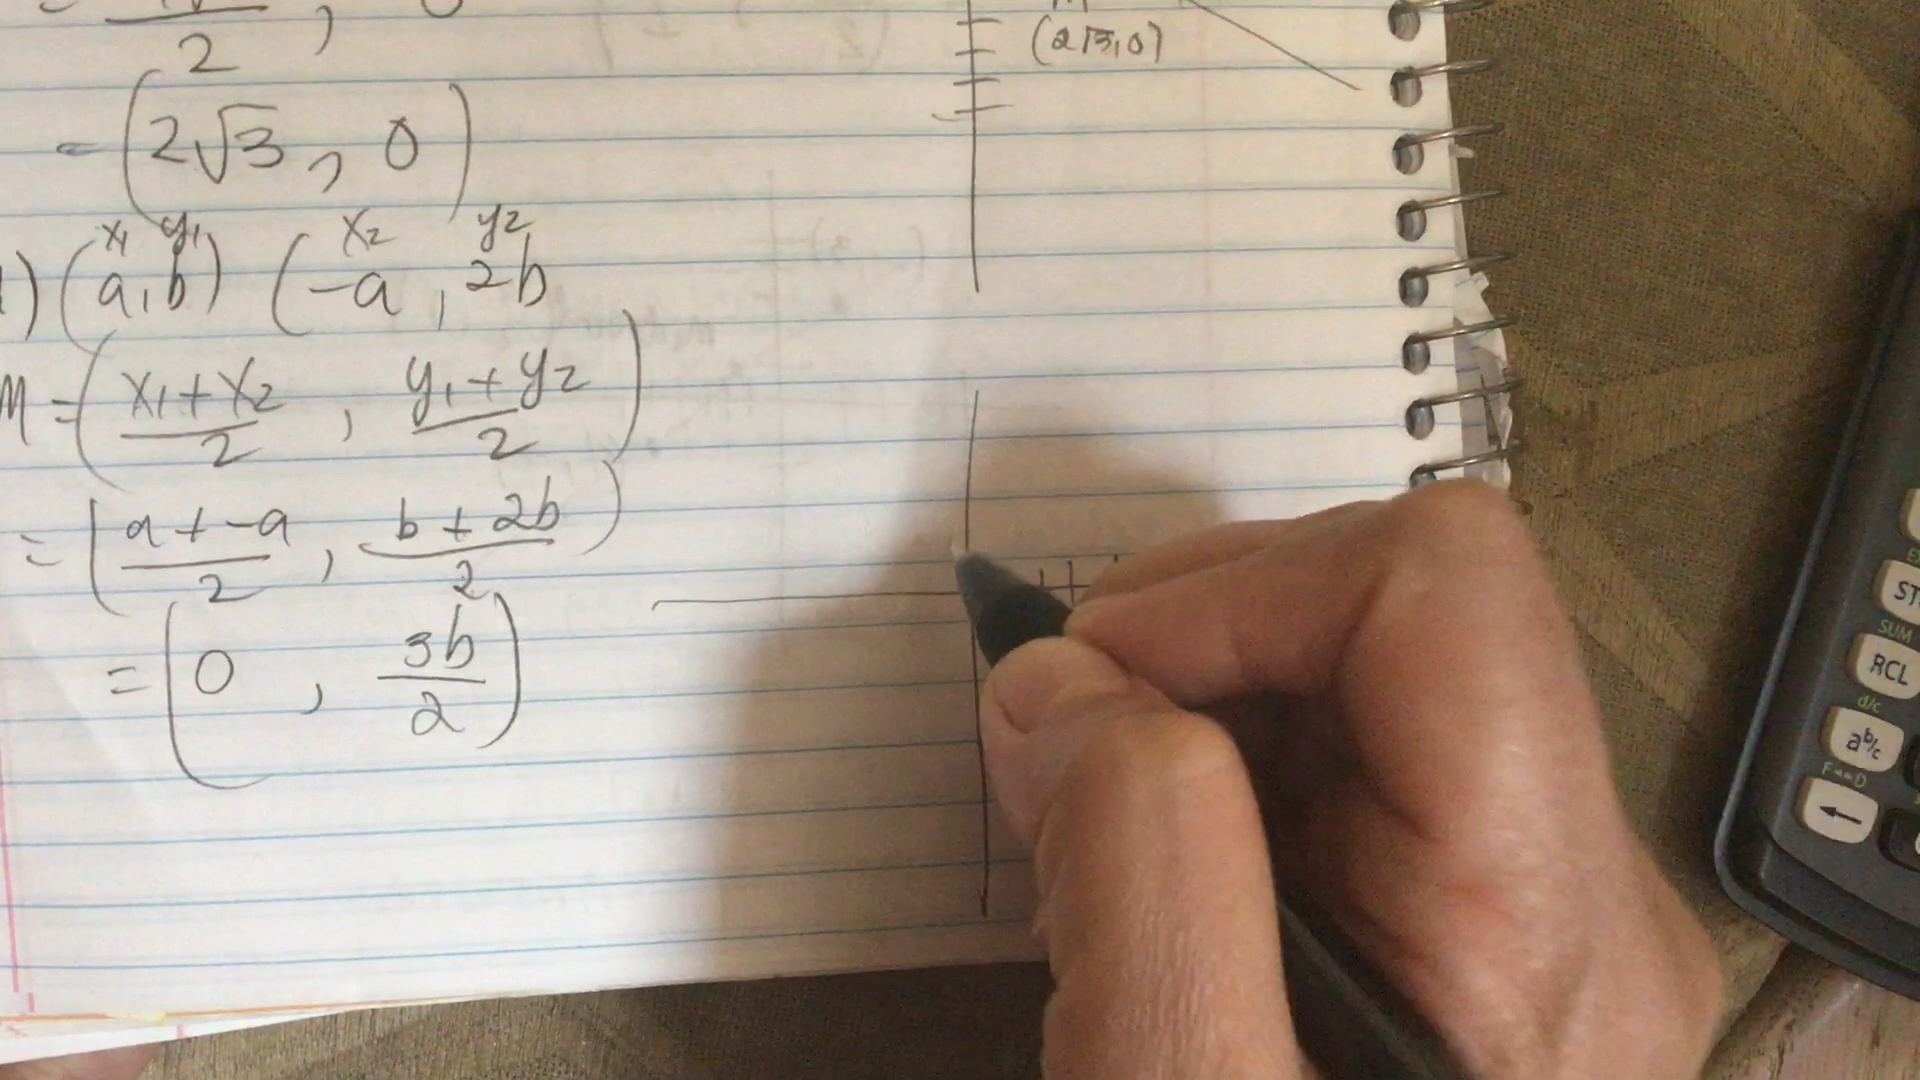 2 ,
= (2√3 , 0)
(2√3, 0)
x₁ y₁ x₂ y₂
) (a, b) (-a , 2b
M = (x₁+x₂/2 , y₁+y₂/2)
= (a+-a/2 , b+2b/2)
= (0 , 3b/2)
ST
SUM
RCL
d/c
a b/c
F◄►D
←